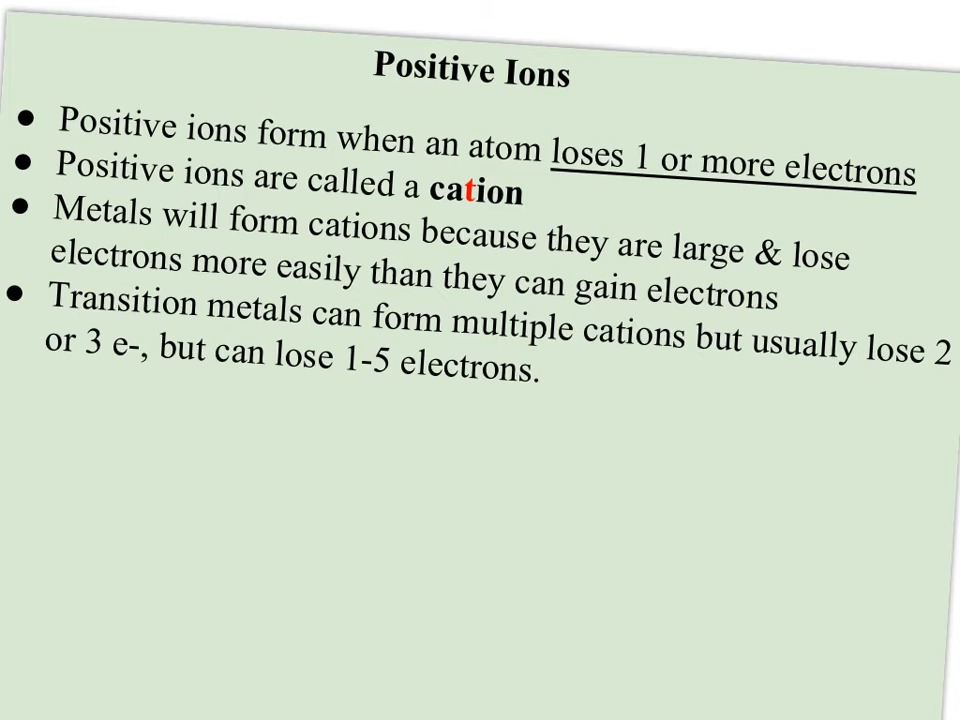 Positive Ions
● Positive ions form when an atom loses 1 or more electrons
● Positive ions are called a cation
● Metals will form cations because they are large & lose
electrons more easily than they can gain electrons
● Transition metals can form multiple cations but usually lose 2
or 3 e-, but can lose 1-5 electrons.